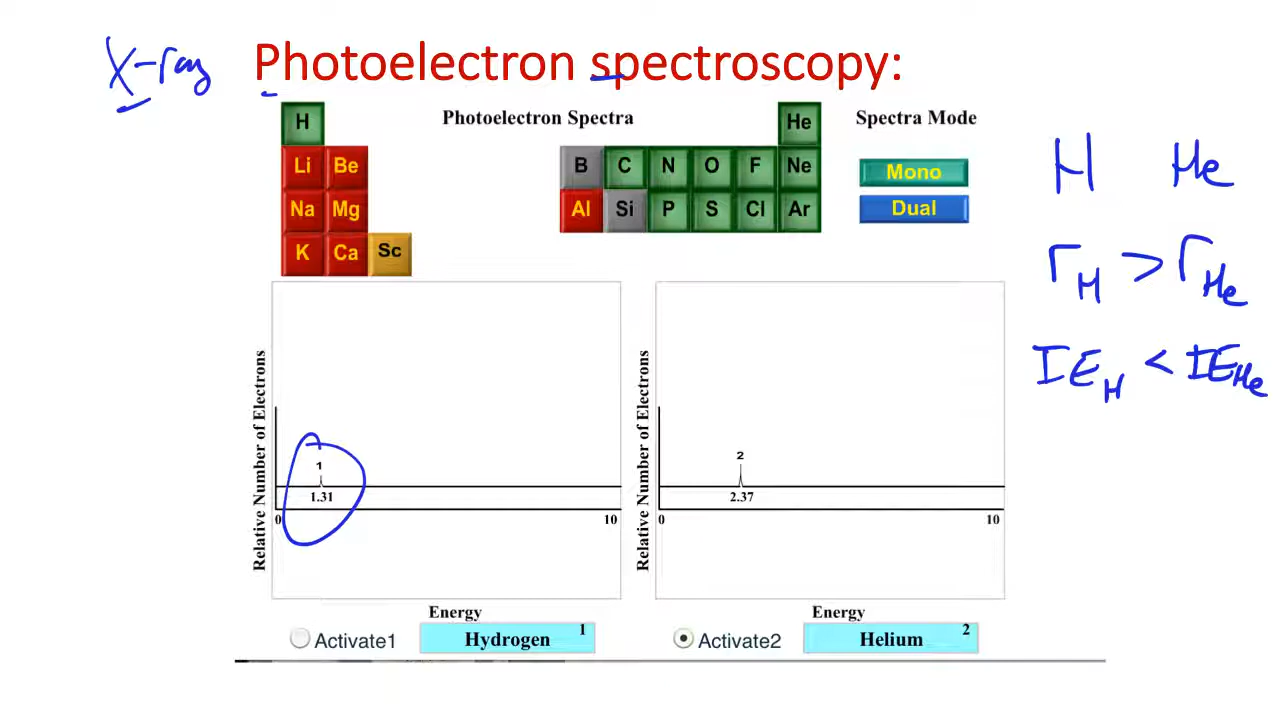 X-ray Photoelectron spectroscopy:
H He Photoelectron Spectra Spectra Mode
Li Be B C N O F Ne Mono
Na Mg Al Si P S Cl Ar Dual
K Ca Sc
H He
r_H > r_He
IE_H < IE_He
Relative Number of Electrons
1
1.31
0 10
Energy
Activate1 Hydrogen 1
Relative Number of Electrons
2
2.37
0 10
Energy
Activate2 Helium 2